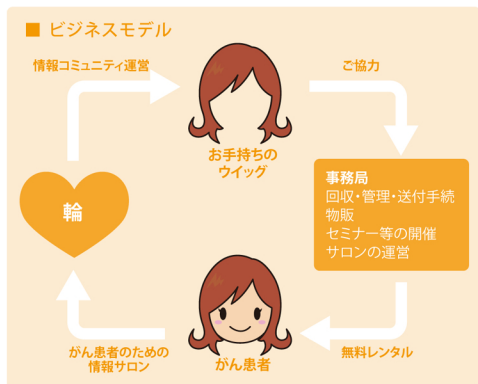 ■ ビジネスモデル
情報コミュニティ運営
ご協力
お手持ちの
ウイッグ
事務局
回収・管理・送付手続
物販
セミナー等の開催
サロンの運営
輪
がん患者のための
情報サロン
がん患者
無料レンタル